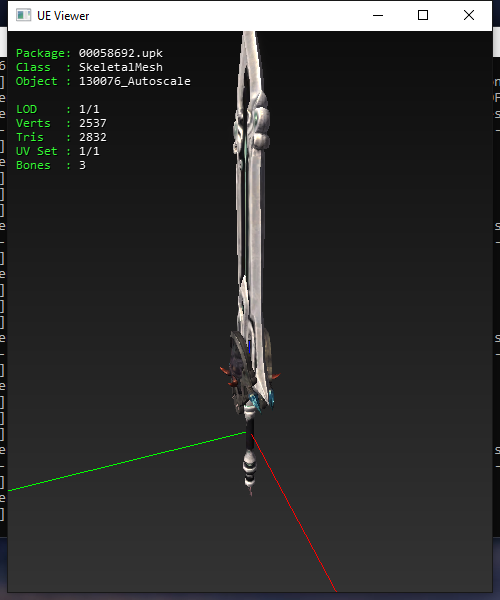 UE Viewer
Package: 00058692.upk
Class  : SkeletalMesh
Object : 130076_Autoscale
LOD    : 1/1
Verts  : 2537
Tris   : 2832
UV Set : 1/1
Bones  : 3